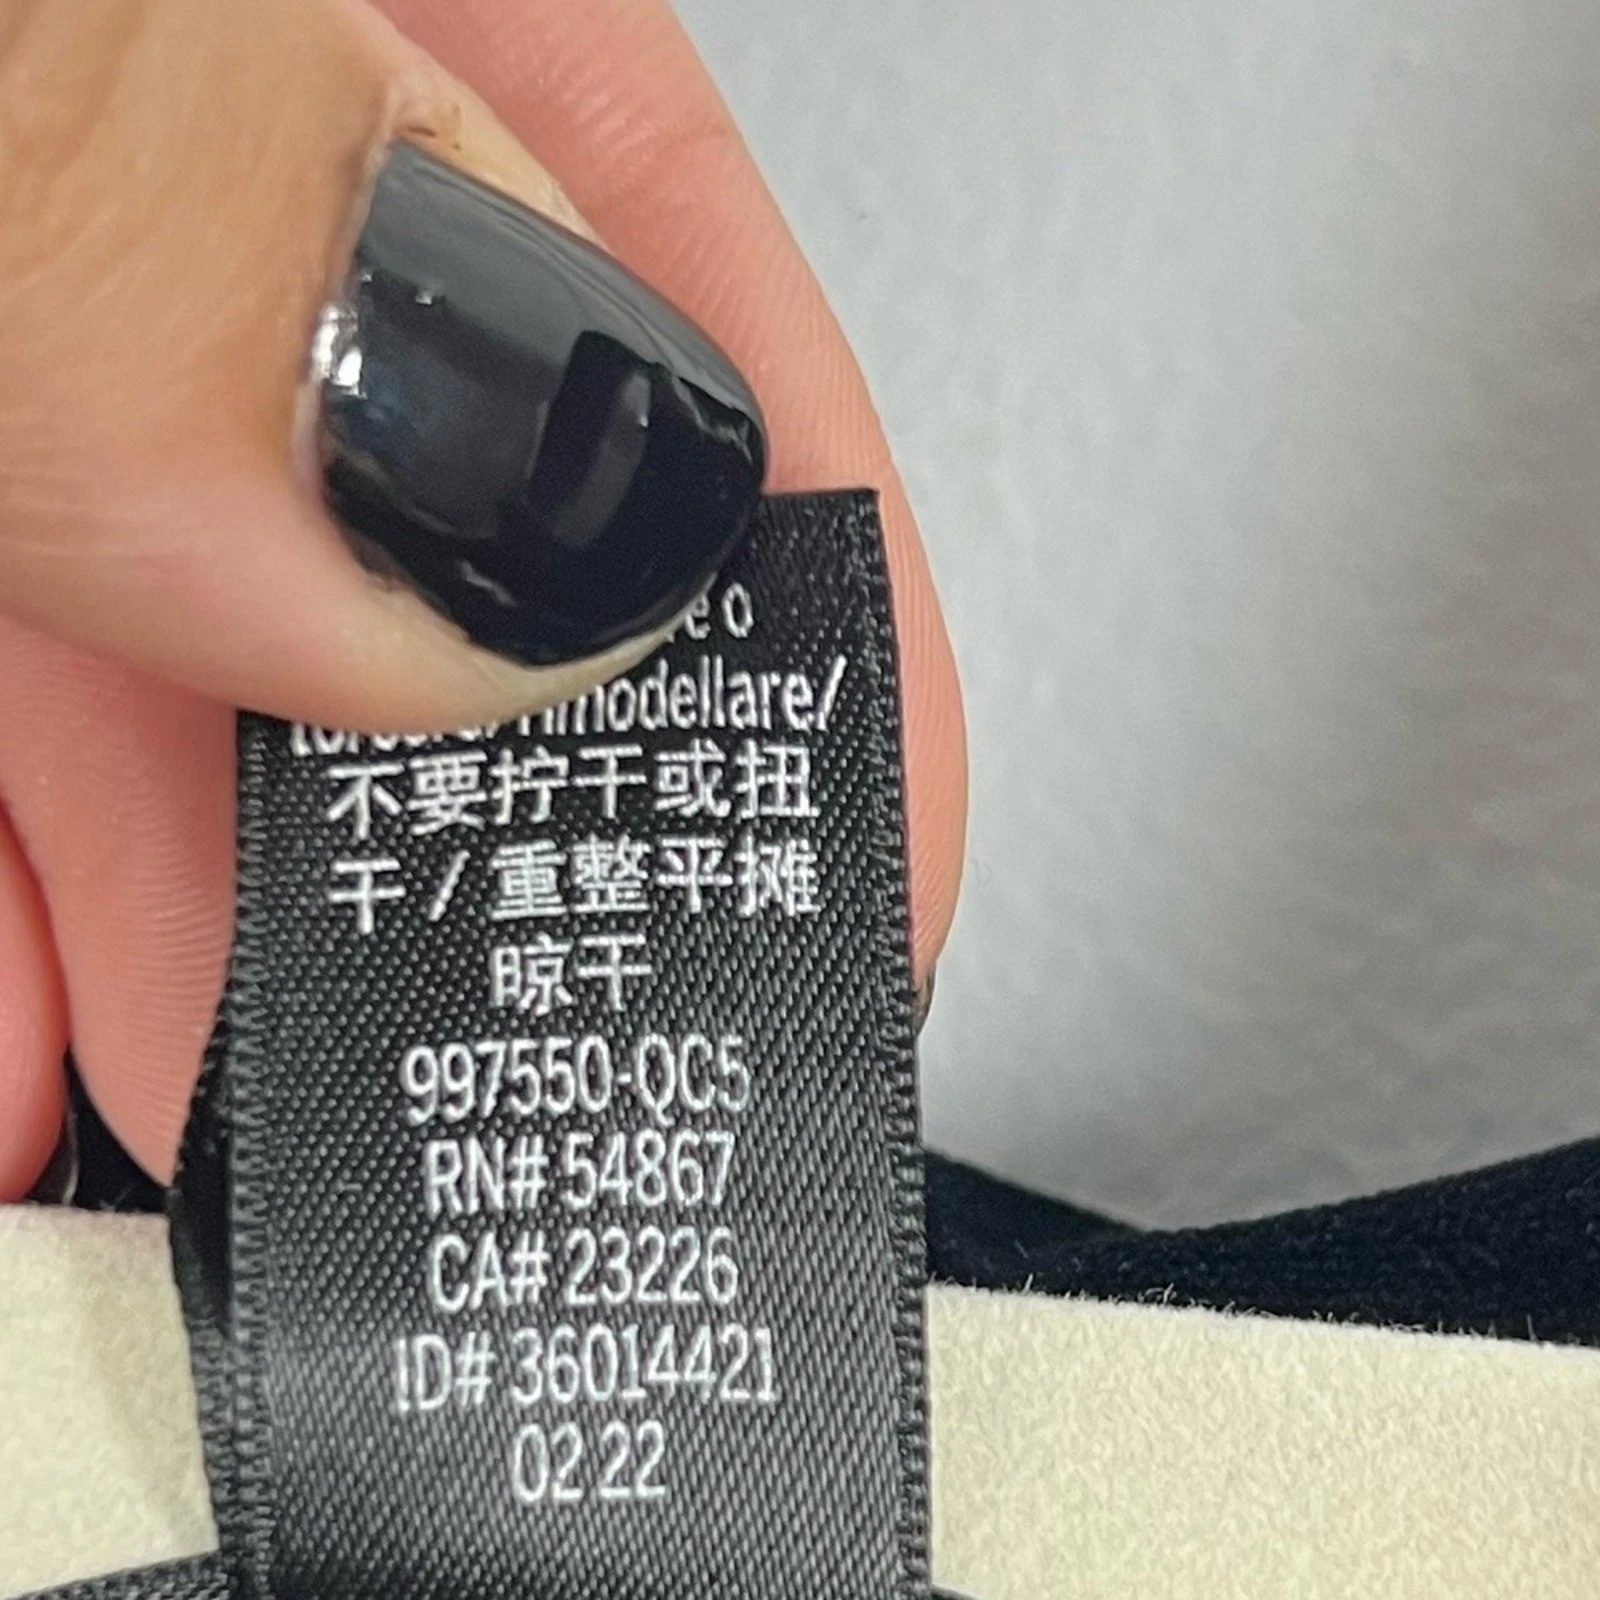 o
rimodellare/
不要拧干或扭
干 / 重整平摊
晾干
997550-QC5
RN# 54867
CA# 23226
ID# 36014421
02 22